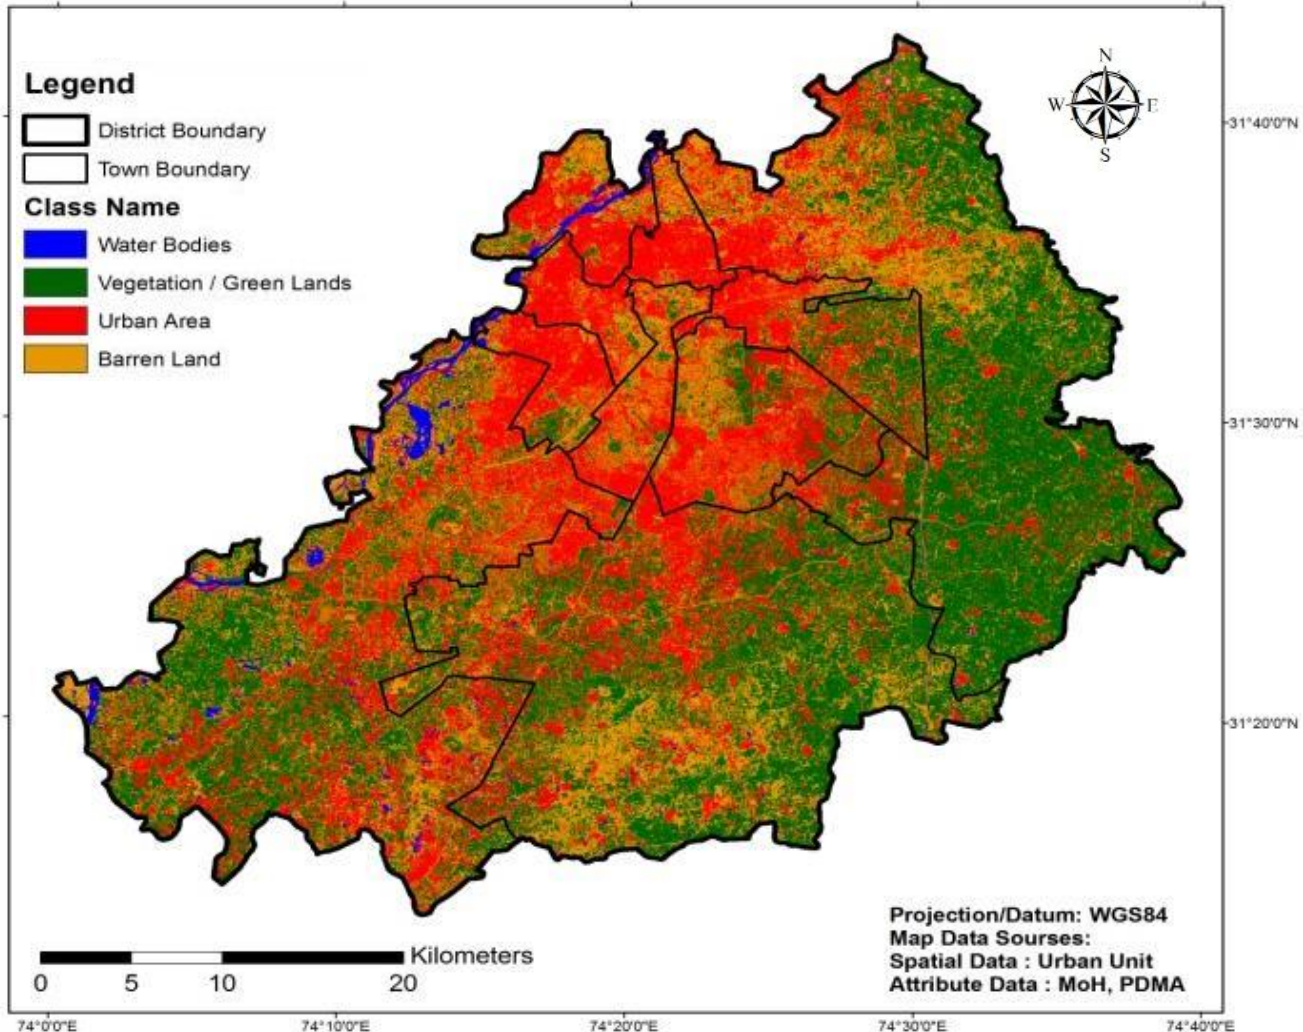 Legend
District Boundary
Town Boundary
Class Name
Water Bodies
Vegetation / Green Lands
Urban Area
Barren Land
N
W E
S
31°40'0"N
31°30'0"N
31°20'0"N
Projection/Datum: WGS84
Map Data Sourses:
Spatial Data : Urban Unit
Attribute Data : MoH, PDMA
Kilometers
0 5 10 20
74°0'0"E 74°10'0"E 74°20'0"E 74°30'0"E 74°40'0"E